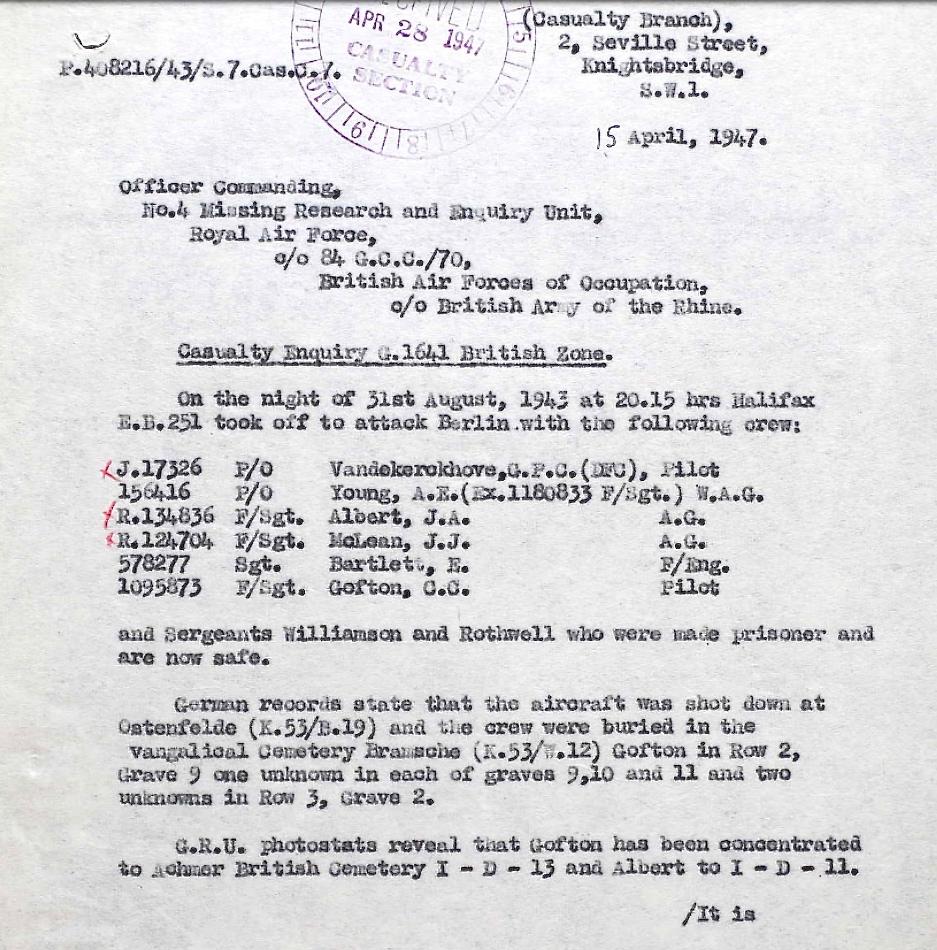 (Casualty Branch),
2, Seville Street,
Knightsbridge,
S.W.1.
P.408216/43/S.7.Cas.C.7.
APR 28 1947
CASUALTY
SECTION
15 April, 1947.
Officer Commanding,
No.4 Missing Research and Enquiry Unit,
Royal Air Force,
c/o 84 G.C.C./70,
British Air Forces of Occupation,
c/o British Army of the Rhine.
Casualty Enquiry G.1641 British Zone.
On the night of 31st August, 1943 at 20.15 hrs Halifax
E.B.251 took off to attack Berlin.with the following crew:
J.17326 P/O Vandekerckhove,G.P.C.(DFC), Pilot
156416 P/O Young, A.E.(Ex.1180833 F/Sgt.) W.A.G.
R.134836 F/Sgt. Albert, J.A. A.G.
R.124704 F/Sgt. McLean, J.J. A.G.
578277 Sgt. Bartlett, E. F/Eng.
1095873 F/Sgt. Gofton, C.C. Pilot
and Sergeants Williamson and Rothwell who were made prisoner and
are now safe.
German records state that the aircraft was shot down at
Ostenfelde (K.53/B.19) and the crew were buried in the
vangalical Cemetery Bramsche (K.53/W.12) Gofton in Row 2,
Grave 9 one unknown in each of graves 9,10 and 11 and two
unknowns in Row 3, Grave 2.
G.R.U. photostats reveal that Gofton has been concentrated
to Achmer British Cemetery I - D - 13 and Albert to I - D - 11.
/It is